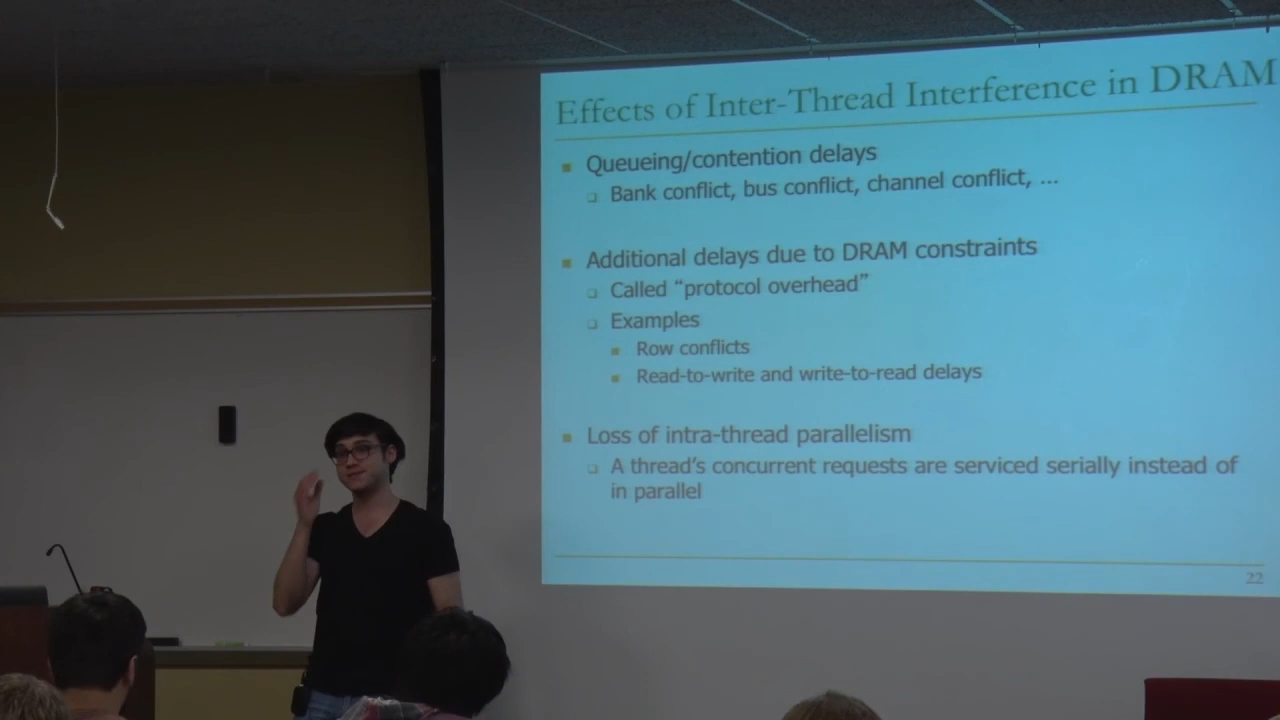 Effects of Inter-Thread Interference in DRAM
Queueing/contention delays
Bank conflict, bus conflict, channel conflict, ...
Additional delays due to DRAM constraints
Called “protocol overhead”
Examples
Row conflicts
Read-to-write and write-to-read delays
Loss of intra-thread parallelism
A thread’s concurrent requests are serviced serially instead of
in parallel
22